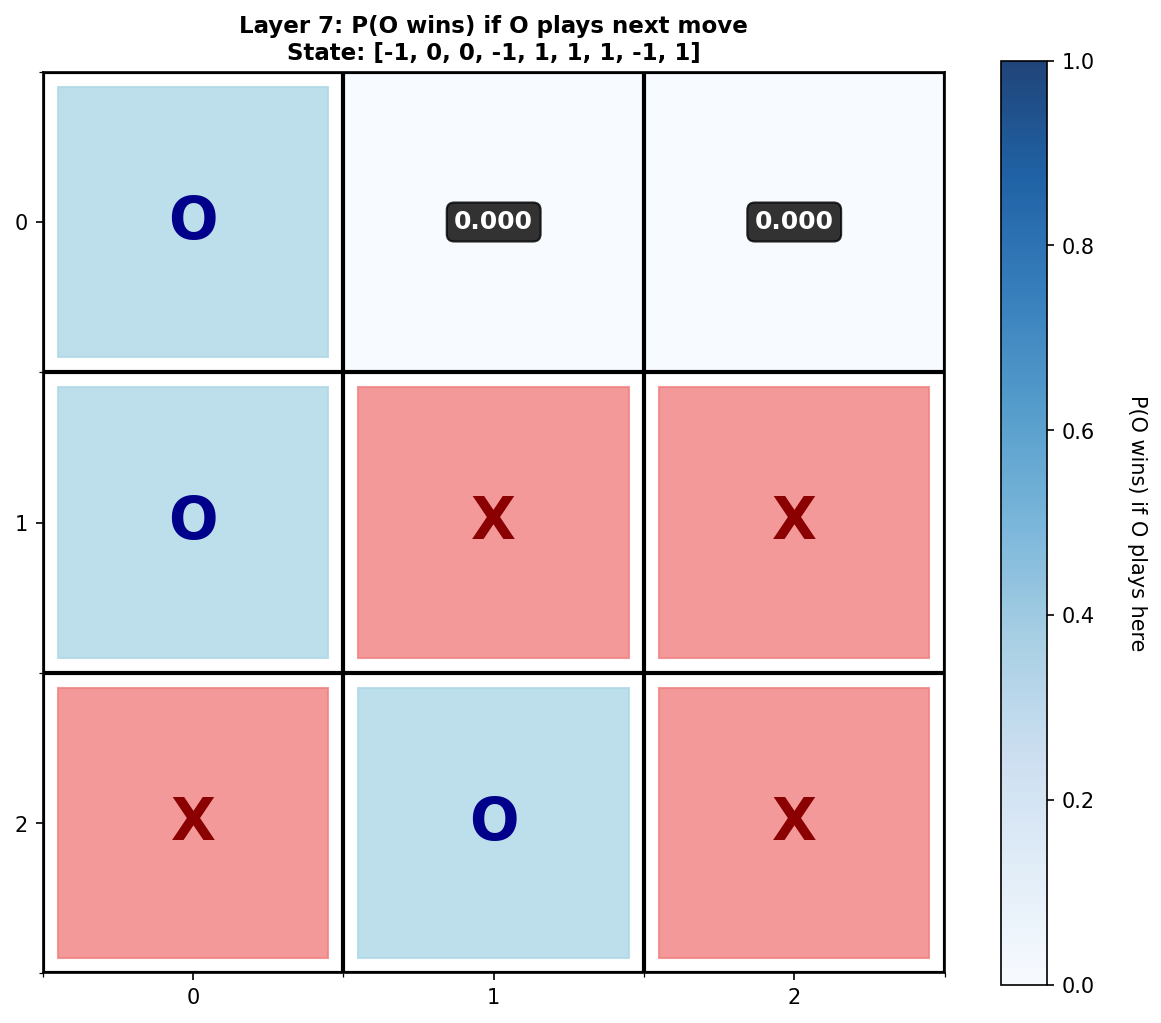 Layer 7: P(O wins) if O plays next move
State: [-1, 0, 0, -1, 1, 1, 1, -1, 1]
O
0.000
0.000
O
X
X
X
O
X
0
1
2
0
1
2
1.0
0.8
0.6
0.4
0.2
0.0
P(O wins) if O plays here